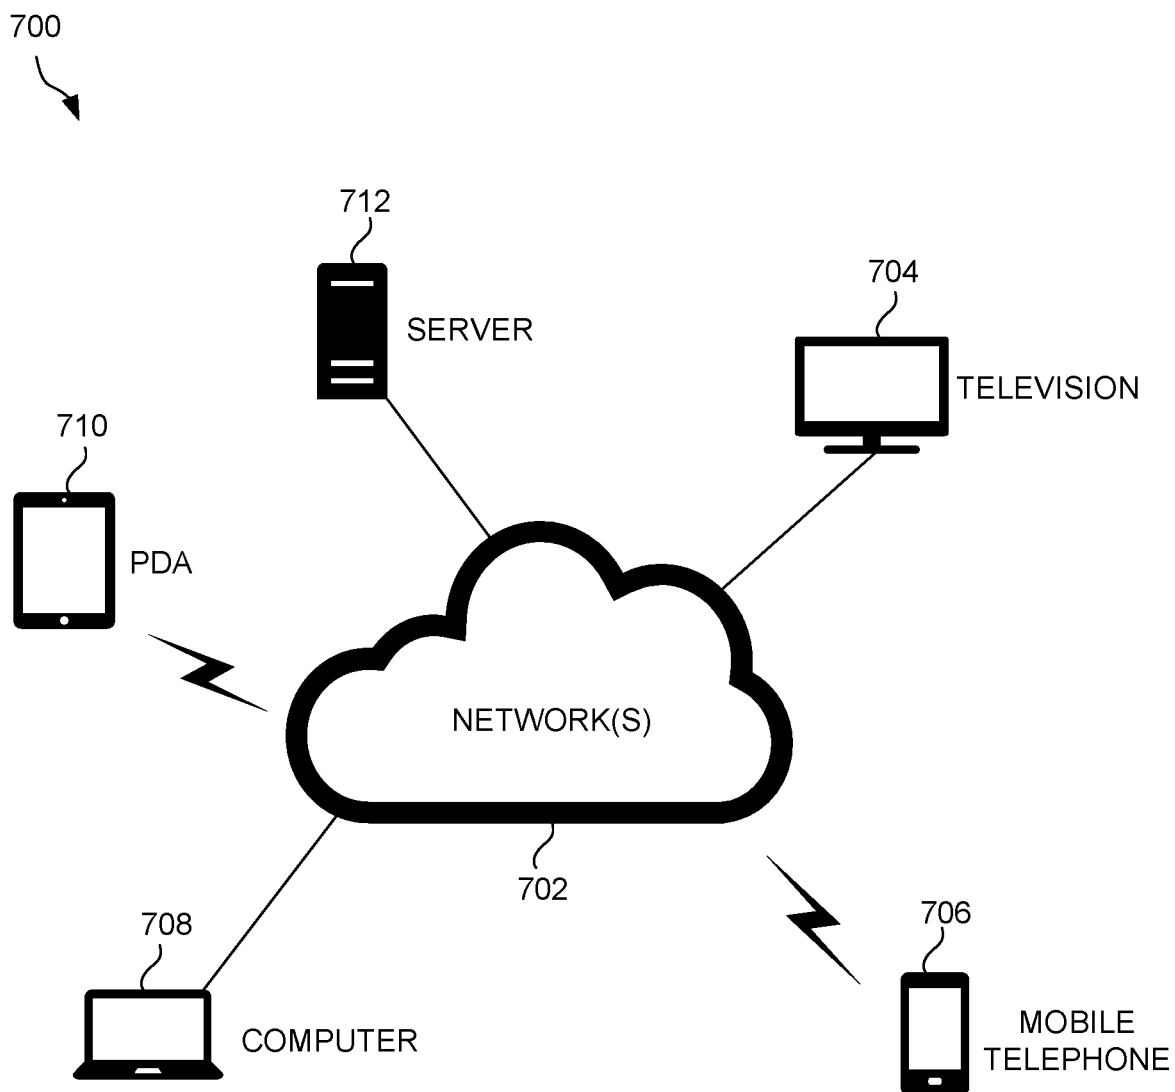 700
712
SERVER
704
TELEVISION
710
PDA
NETWORK(S)
702
708
COMPUTER
706
MOBILE
TELEPHONE